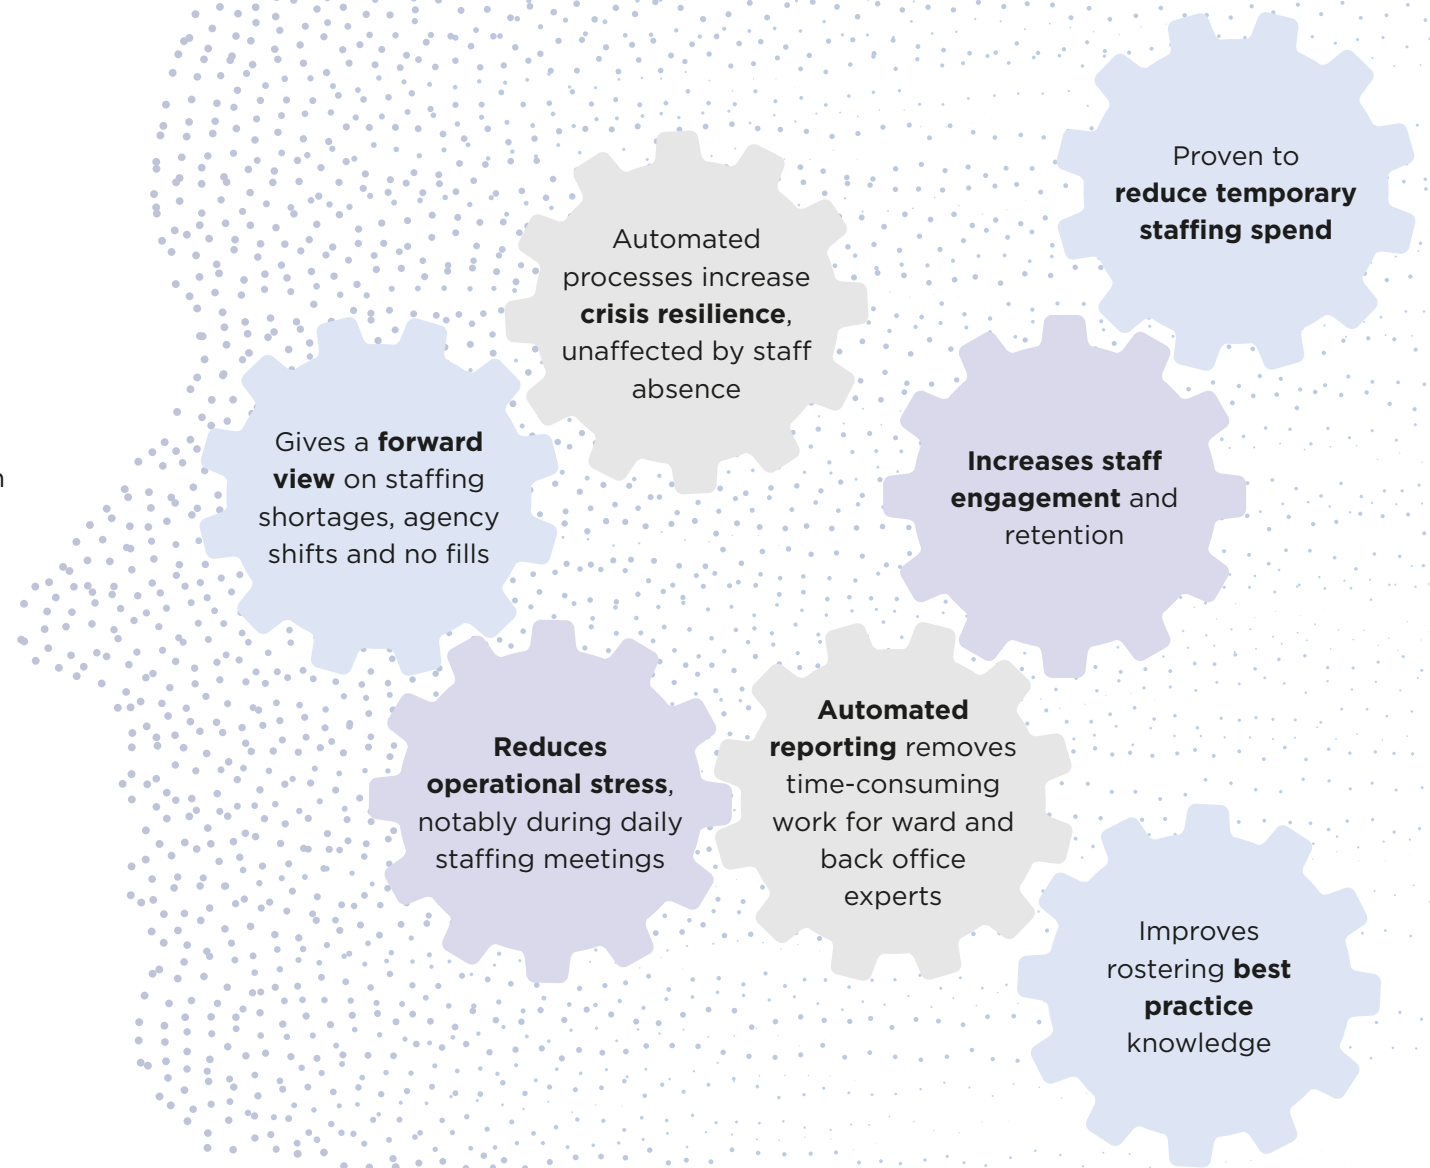 Proven to
reduce temporary
staffing spend
Automated
processes increase
crisis resilience,
unaffected by staff
absence
Gives a forward
view on staffing
shortages, agency
shifts and no fills
Increases staff
engagement and
retention
Reduces
operational stress,
notably during daily
staffing meetings
Automated
reporting removes
time-consuming
work for ward and
back office
experts
Improves
rostering best
practice
knowledge